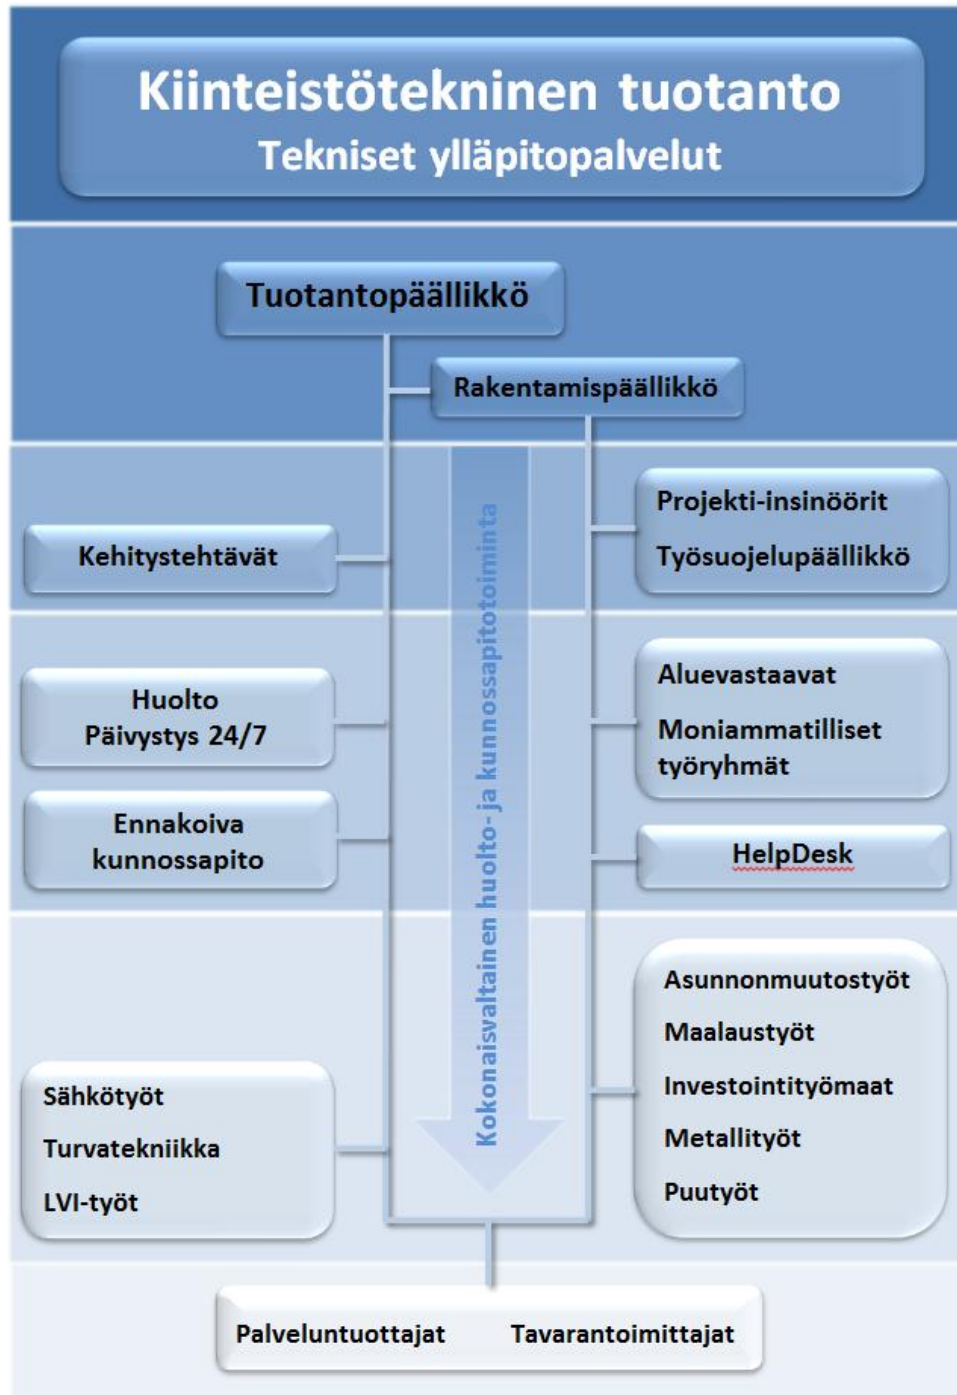 Kiinteistötekninen tuotanto
Tekniset ylläpitopalvelut
Tuotantopäällikkö
Rakentamispäällikkö
Kehitystehtävät
Projekti-insinöörit
Työsuojelupäällikkö
Kokonaisvaltainen huolto- ja kunnossapitotoiminta
Huolto
Päivystys 24/7
Aluevastaavat
Moniammatilliset
työryhmät
Ennakoiva
kunnossapito
HelpDesk
Sähkötyöt
Turvatekniikka
LVI-työt
Asunnonmuutostyöt
Maalaustyöt
Investointityömaat
Metallityöt
Puutyöt
Palveluntuottajat Tavarantoimittajat